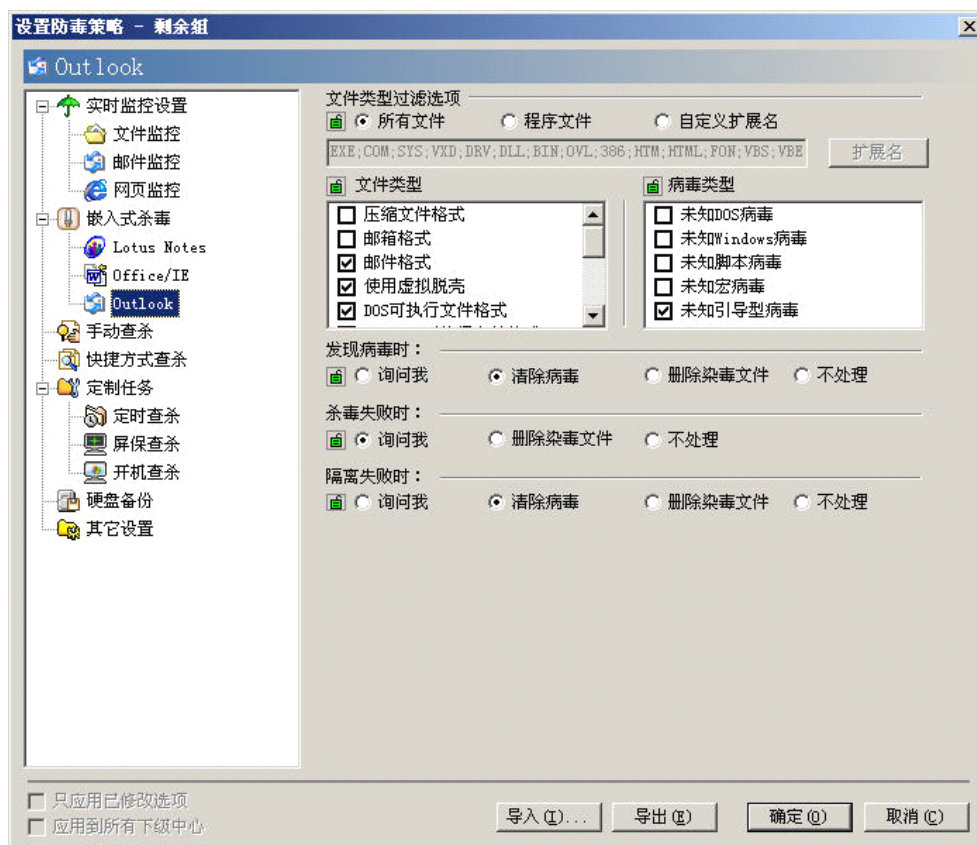 设置防毒策略 - 剩余组
Outlook
实时监控设置
文件监控
邮件监控
网页监控
嵌入式杀毒
Lotus Notes
Office/IE
Outlook
手动查杀
快捷方式查杀
定制任务
定时查杀
屏保查杀
开机查杀
硬盘备份
其它设置
文件类型过滤选项
所有文件 程序文件 自定义扩展名
EXE;COM;SYS;VXD;DRV;DLL;BIN;OVL;386;HTM;HTML;FON;VBS;VBE 扩展名
文件类型
压缩文件格式
邮箱格式
邮件格式
使用虚拟脱壳
DOS可执行文件格式
病毒类型
未知DOS病毒
未知Windows病毒
未知脚本病毒
未知宏病毒
未知引导型病毒
发现病毒时:
询问我 清除病毒 删除染毒文件 不处理
杀毒失败时:
询问我 删除染毒文件 不处理
隔离失败时:
询问我 清除病毒 删除染毒文件 不处理
只应用已修改选项
应用到所有下级中心
导入(I)... 导出(E) 确定(O) 取消(C)